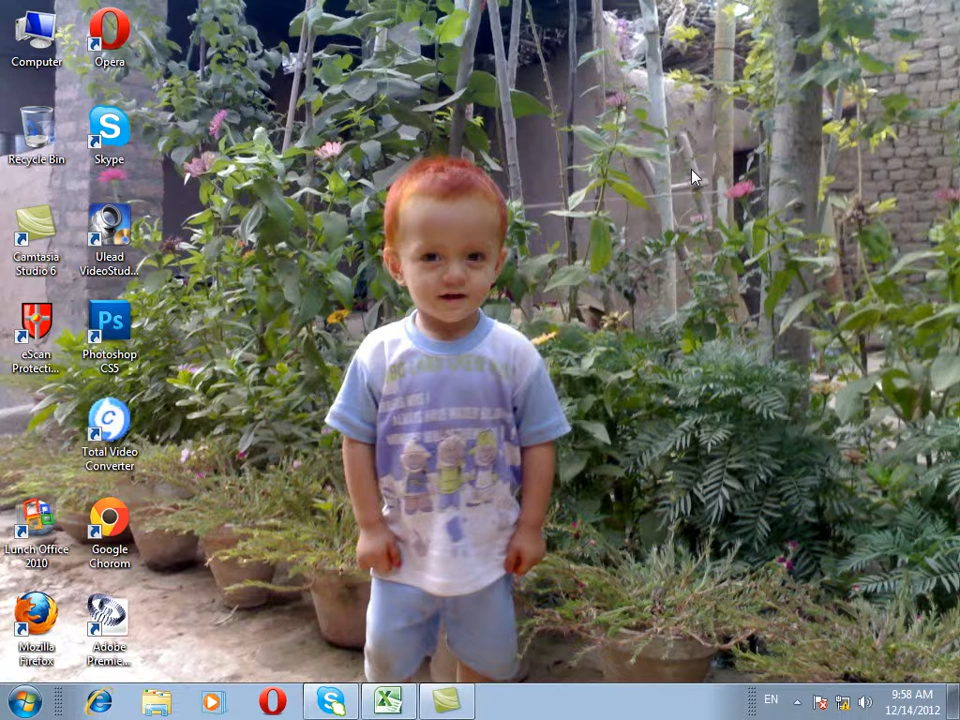 Computer
Opera
Recycle Bin
Skype
Camtasia
Studio 6
Ulead
VideoStud...
eScan
Protecti...
Ps
Photoshop
CS5
Total Video
Converter
Lunch Office
2010
Google
Chorom
Mozilla
Firefox
Adobe
Premie...
EN
9:58 AM
12/14/2012